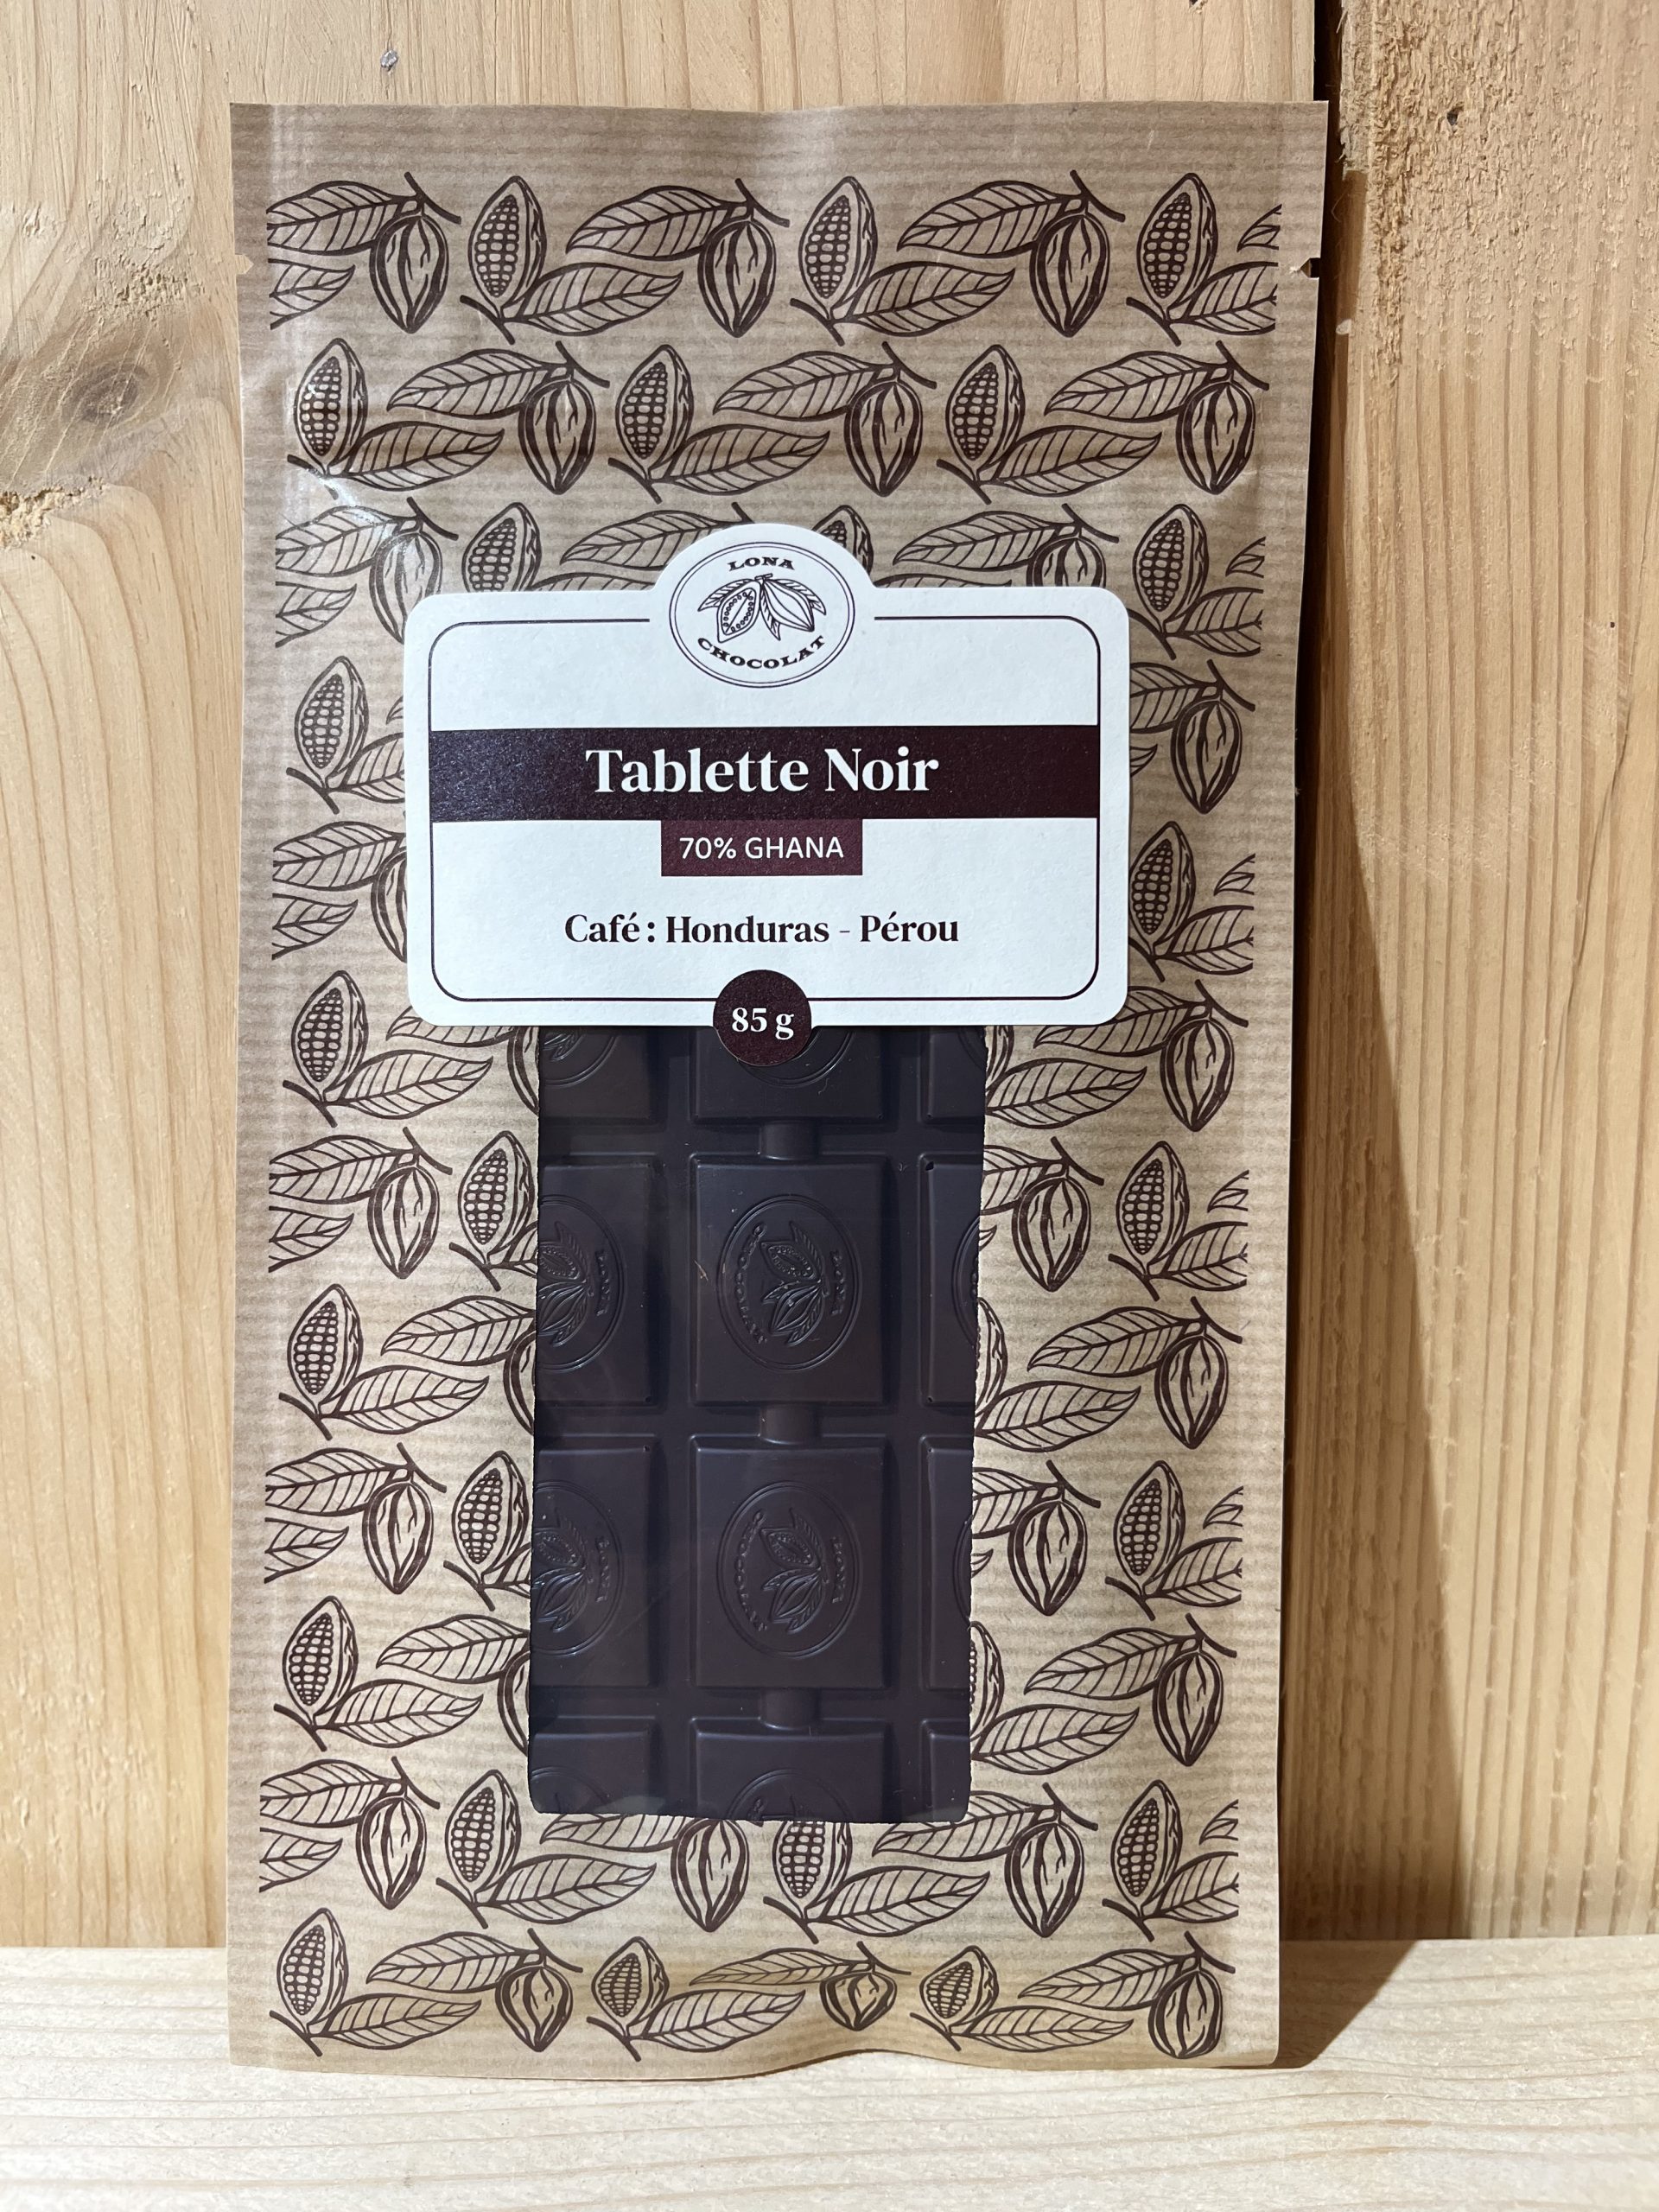 LONA
CHOCOLAT
Tablette Noir
70% GHANA
Café : Honduras - Pérou
85 g